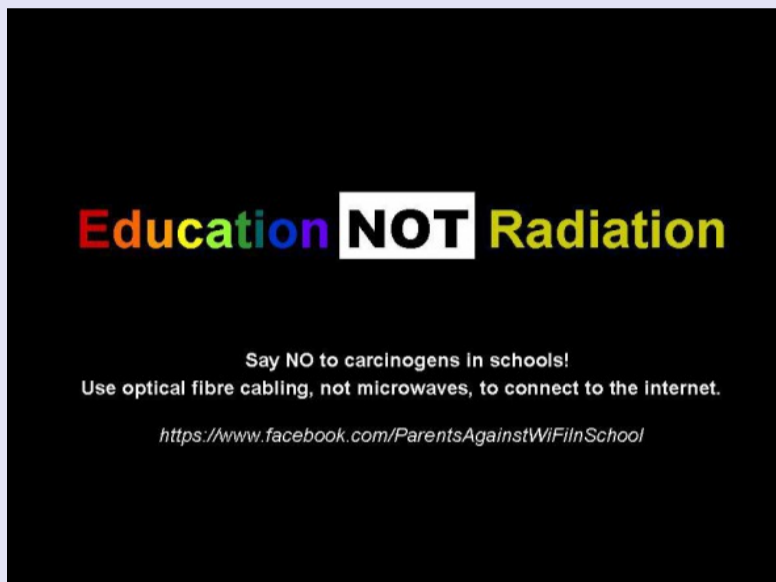 Education NOT Radiation
Say NO to carcinogens in schools!
Use optical fibre cabling, not microwaves, to connect to the internet.
https://www.facebook.com/ParentsAgainstWiFiInSchool